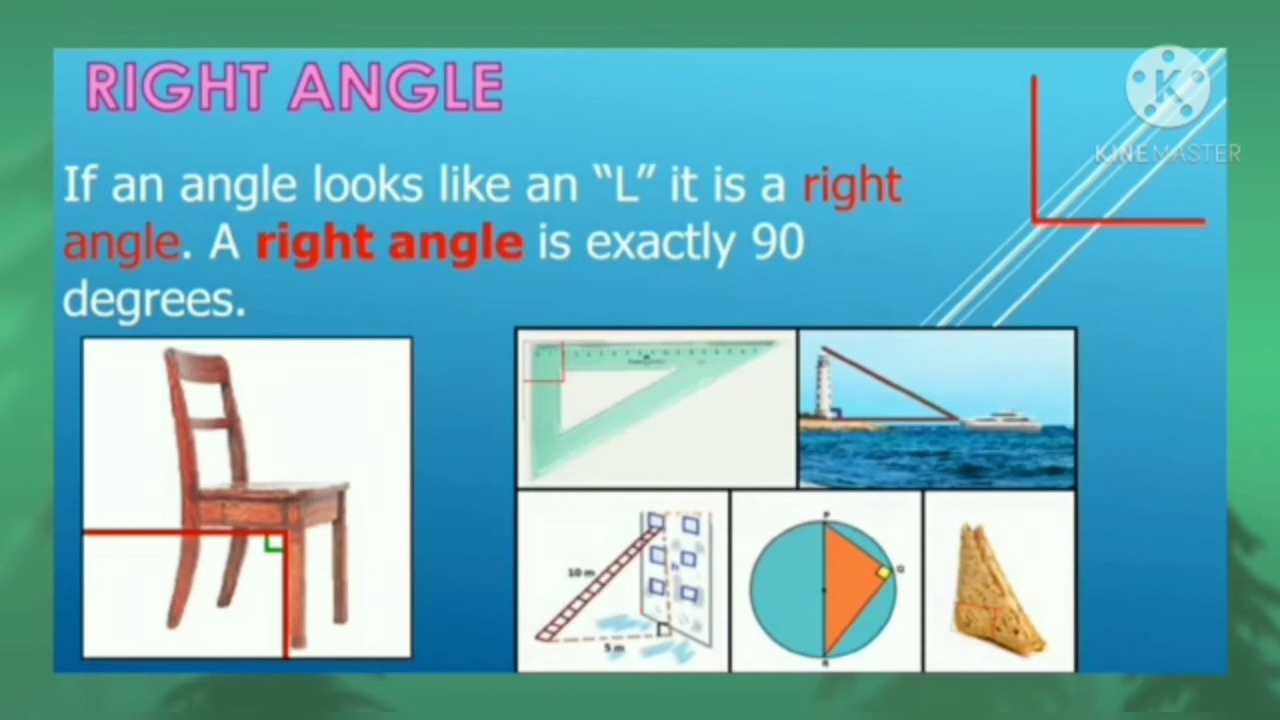 RIGHT ANGLE
K
KINEMASTER
If an angle looks like an “L” it is a right
angle. A right angle is exactly 90
degrees.
10 m
h
5 m
P
Q
R